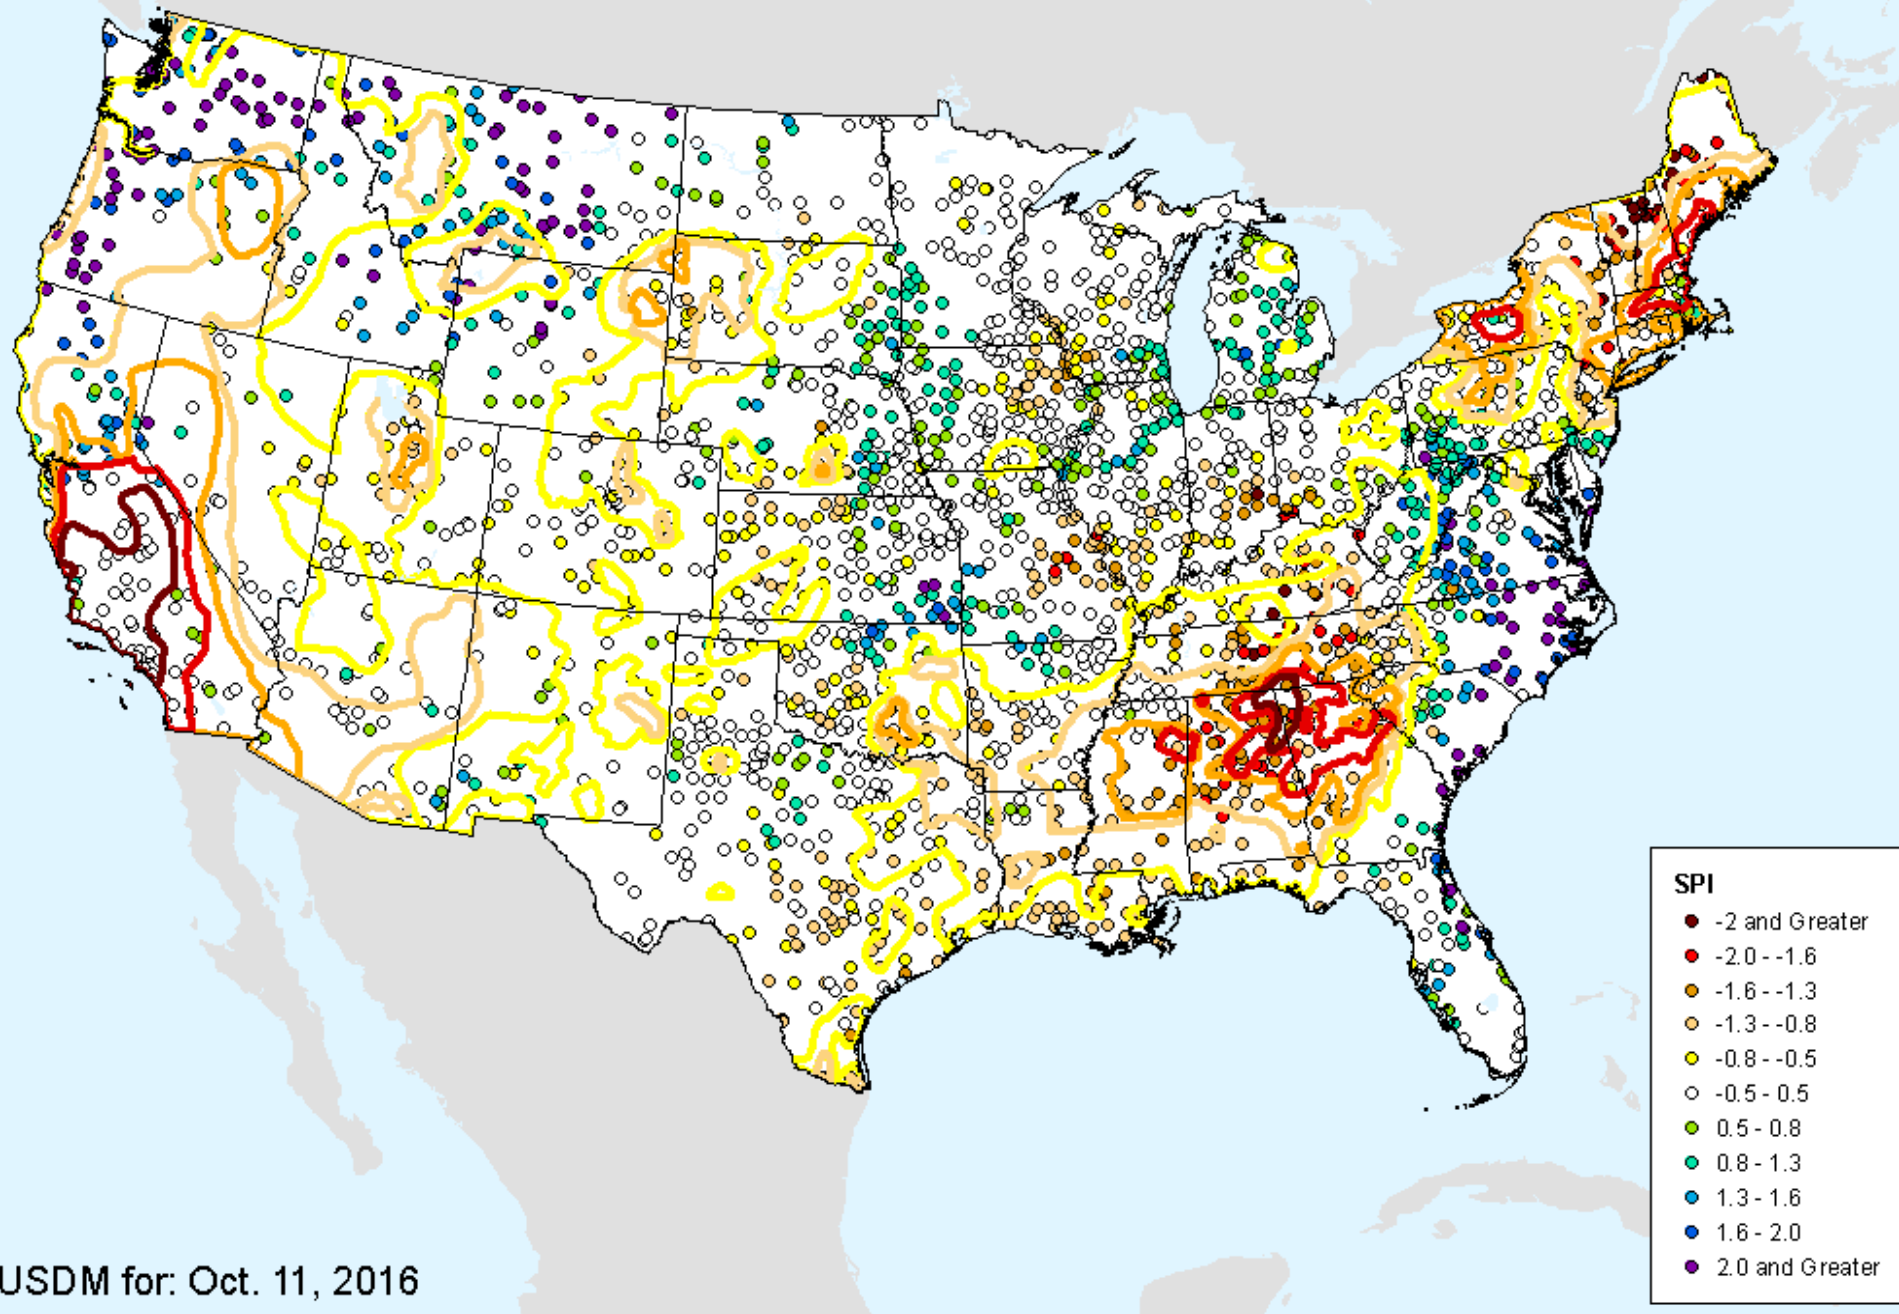 SPI
-2 and Greater
-2.0 - -1.6
-1.6 - -1.3
-1.3 - -0.8
-0.8 - -0.5
-0.5 - 0.5
0.5 - 0.8
0.8 - 1.3
1.3 - 1.6
1.6 - 2.0
2.0 and Greater
USDM for: Oct. 11, 2016